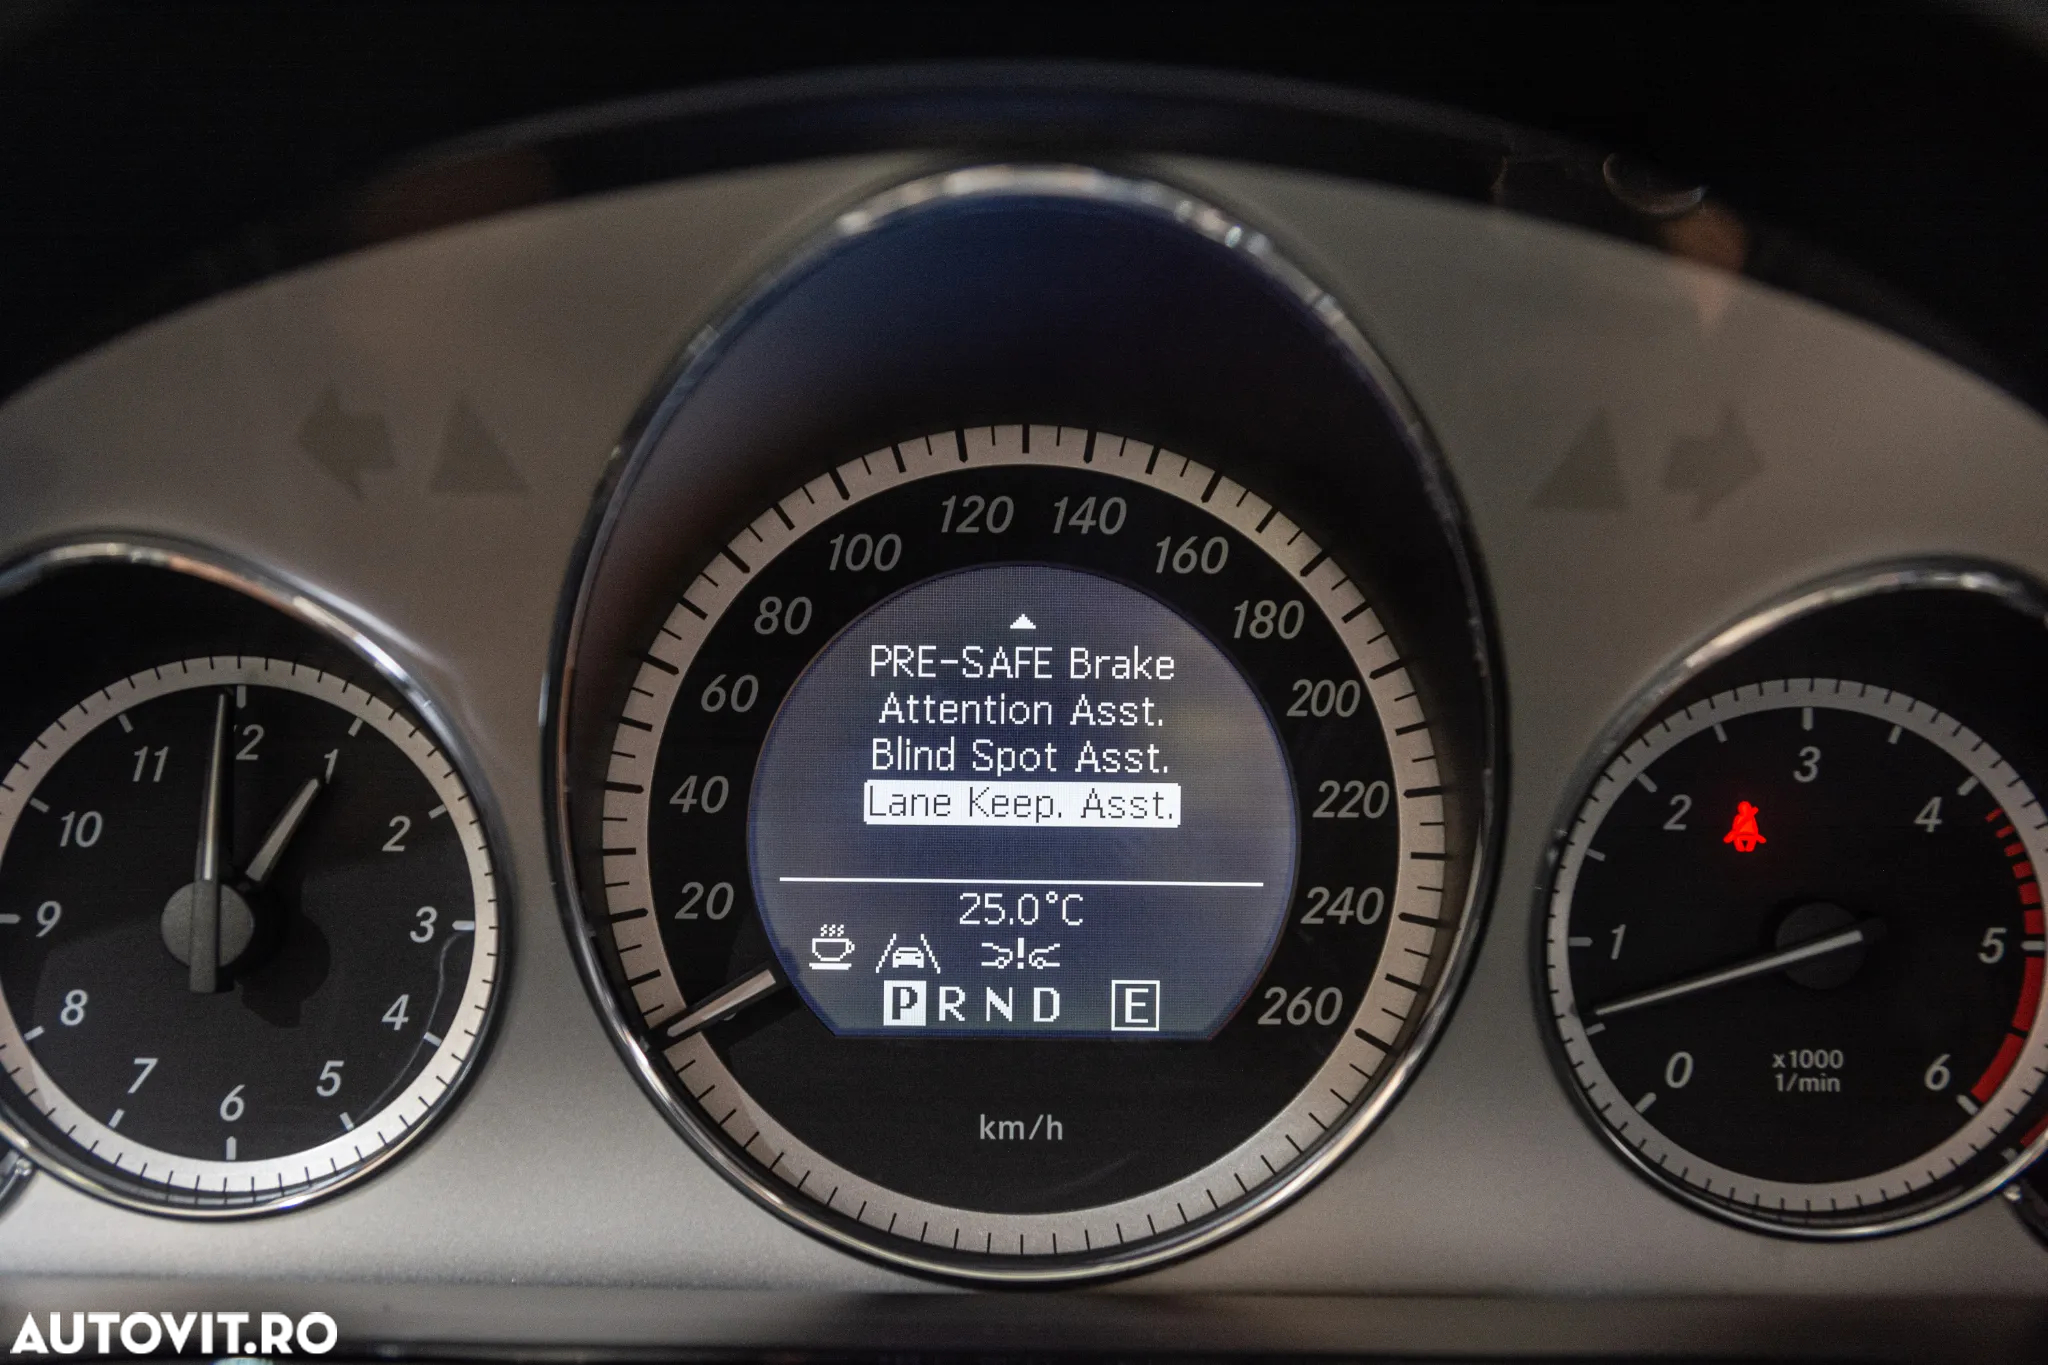 120 140
100 160
80 180
60 200
40 220
20 240
260
PRE-SAFE Brake
Attention Asst.
Blind Spot Asst.
Lane Keep. Asst.
25.0°C
P R N D E
km/h
12
11 1
10 2
9 3
8 4
7 5
6
3
2 4
1 5
0 6
x1000
1/min
AUTOVIT.RO